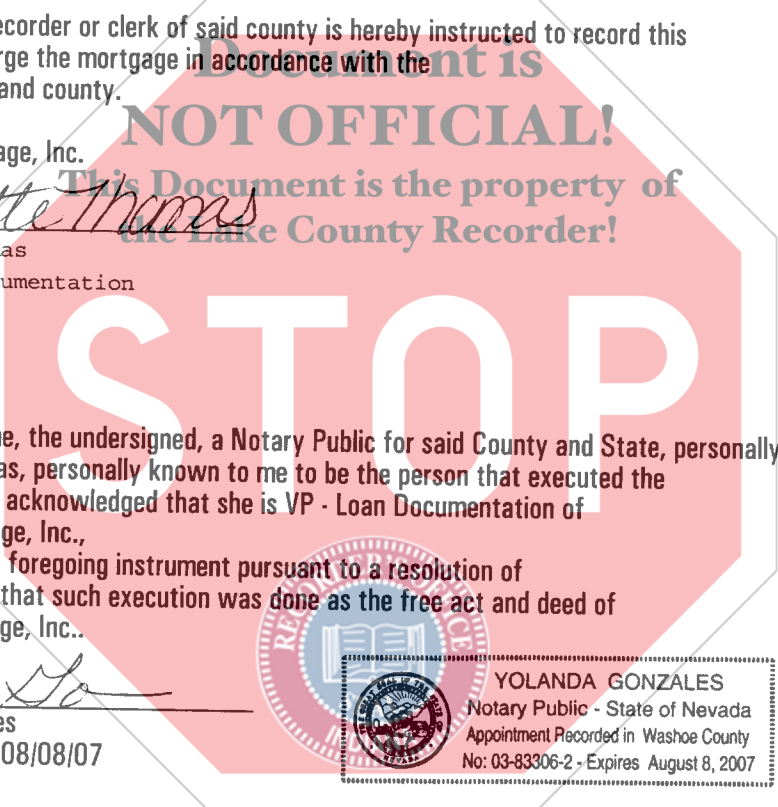 ecorder or clerk of said county is hereby instructed to record this
rge the mortgage in accordance with the
and county.
Document is
NOT OFFICIAL!
This Document is the property of
the Lake County Recorder!
age, Inc.
tte Thomas
as
umentation
STOP
e, the undersigned, a Notary Public for said County and State, personally
as, personally known to me to be the person that executed the
acknowledged that she is VP - Loan Documentation of
ge, Inc.,
foregoing instrument pursuant to a resolution of
that such execution was done as the free act and deed of
ge, Inc..
RECORDER'S OFFICE
es
08/08/07
YOLANDA GONZALES
Notary Public - State of Nevada
Appointment Recorded in Washoe County
No: 03-83306-2 - Expires August 8, 2007